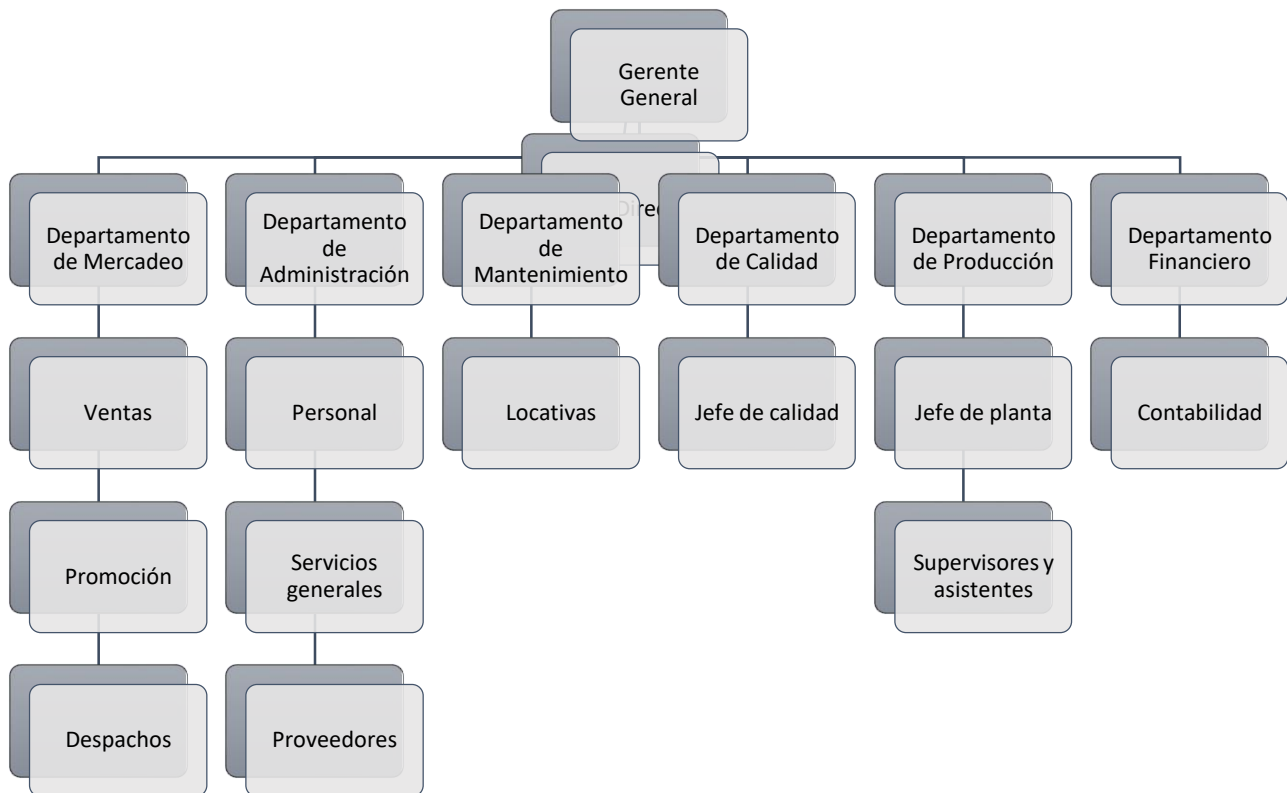 Gerente
General
Direc
Departamento
de Mercadeo
Departamento
de
Administración
Departamento
de
Mantenimiento
Departamento
de Calidad
Departamento
de Producción
Departamento
Financiero
Ventas
Personal
Locativas
Jefe de calidad
Jefe de planta
Contabilidad
Promoción
Servicios
generales
Supervisores y
asistentes
Despachos
Proveedores